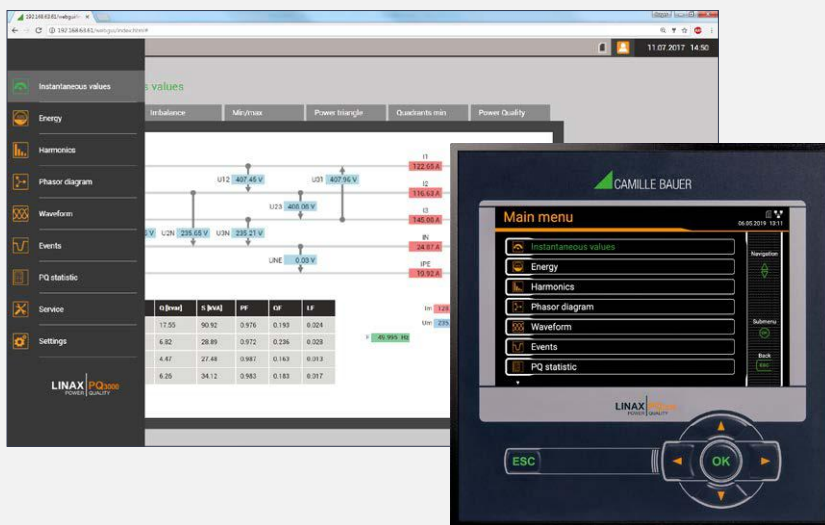 192.168.63.61/webgui/index.html#
11.07.2017 14:50
Instantaneous values
Energy
Harmonics
Phasor diagram
Waveform
Events
PQ statistic
Service
Settings
LINAX PQ3000
POWER QUALITY
s values
Imbalance
Min/max
Power triangle
Quadrants min
Power Quality
I1
122.65 A
U12 407.45 V
U31 407.96 V
I2
116.63 A
U23 408.06 V
I3
145.00 A
U2N 235.65 V U3N 235.21 V
IN
24.87 A
UNE 0.03 V
IPE
10.92 A
Q [kvar] S [kVA] PF QF LF
17.55 90.92 0.976 0.193 0.024
6.82 28.89 0.972 0.236 0.028
4.47 27.48 0.987 0.163 0.013
6.26 34.12 0.983 0.183 0.017
Im
Um
49.995 Hz
CAMILLE BAUER
Main menu
06.05.2019 13:11
Instantaneous values
Energy
Harmonics
Phasor diagram
Waveform
Events
PQ statistic
Navigation
Submenu
OK
Back
ESC
LINAX
POWER QUALITY
ESC
OK